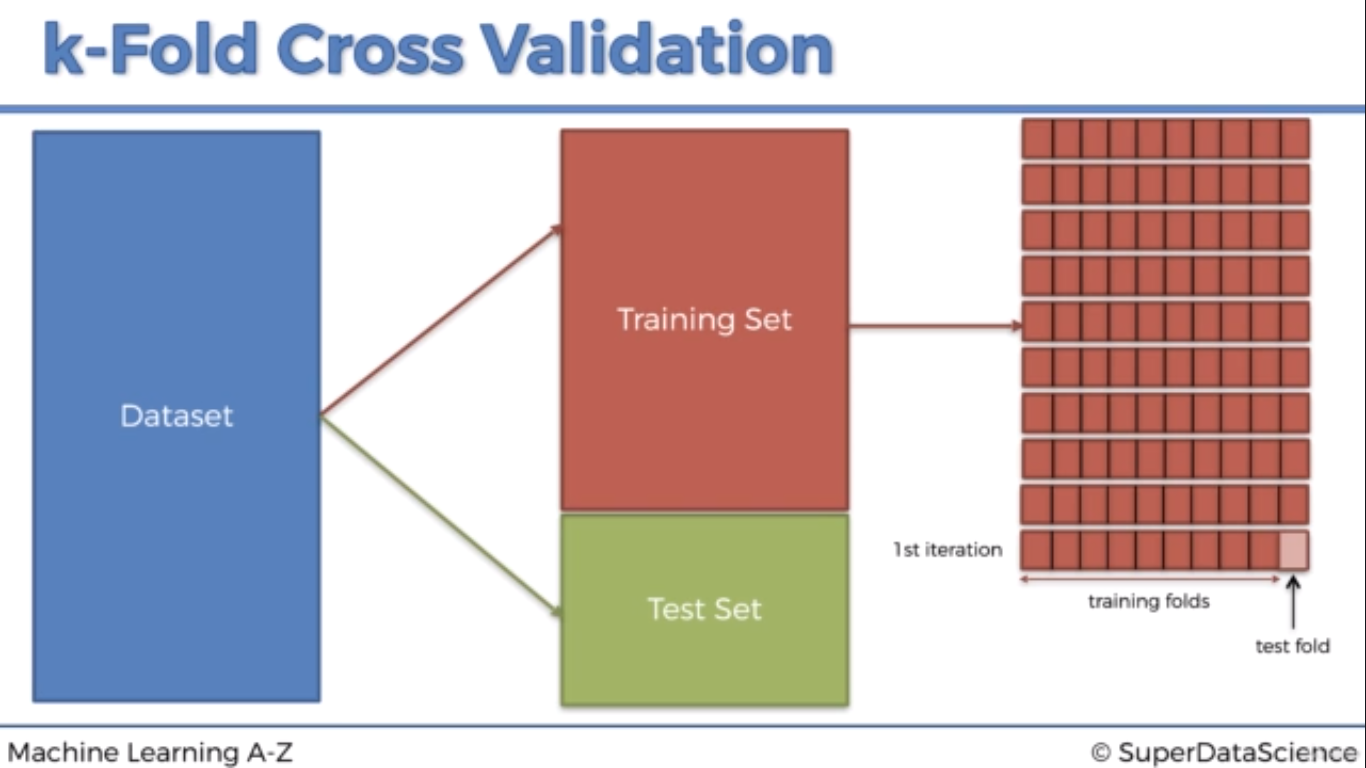 k-Fold Cross Validation
Dataset
Training Set
Test Set
1st iteration
training folds
test fold
Machine Learning A-Z
© SuperDataScience